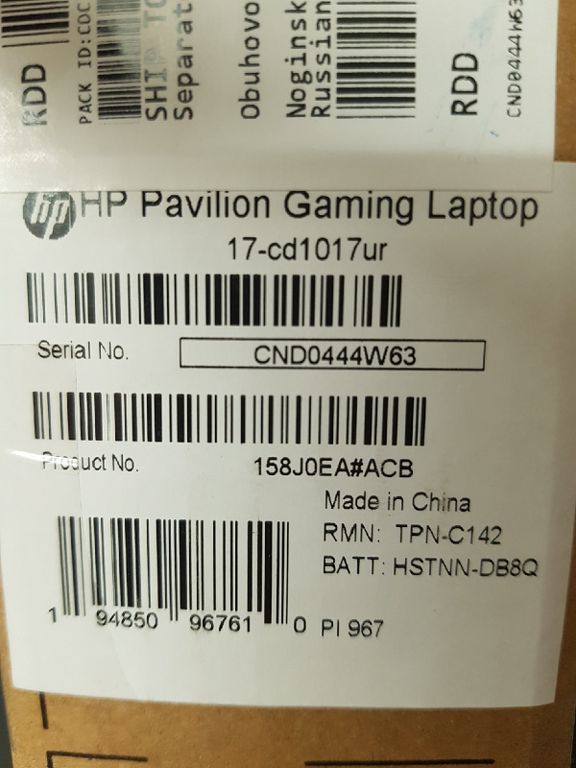 RDD
PACK ID:CDC
SHIP TO
Separat
Obuhovo
Noginsk
Russian
RDD
CND0444W63
hp HP Pavilion Gaming Laptop
17-cd1017ur
Serial No.
CND0444W63
Product No.
158J0EA#ACB
Made in China
RMN: TPN-C142
BATT: HSTNN-DB8Q
1 94850 96761 0 PI 967